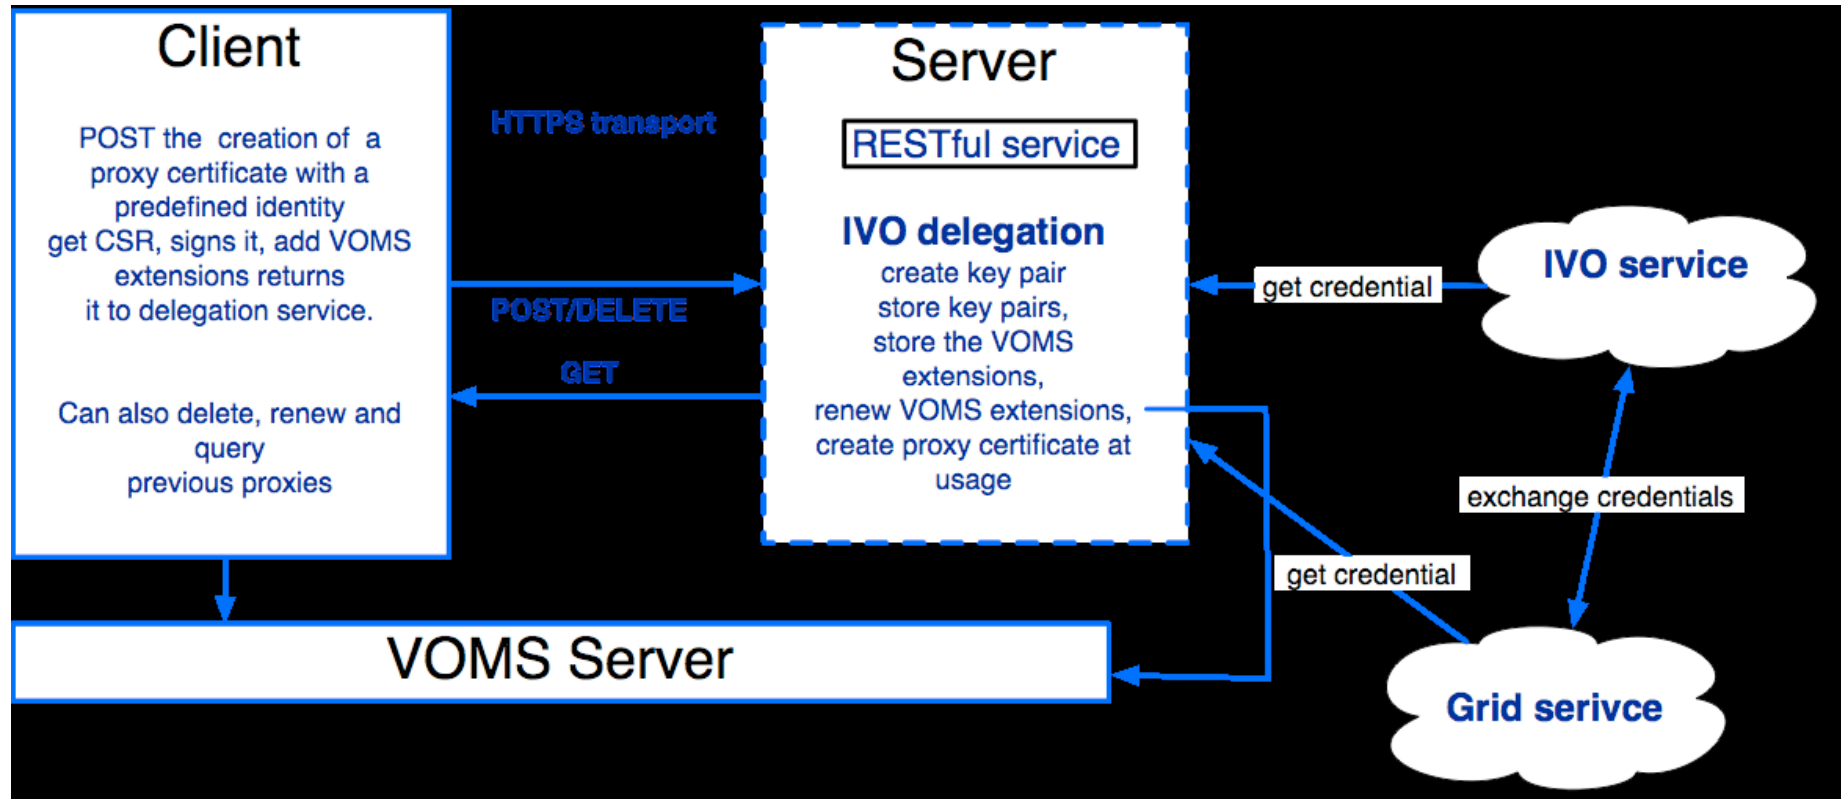 Client
POST the creation of a
proxy certificate with a
predefined identity
get CSR, signs it, add VOMS
extensions returns
it to delegation service.
Can also delete, renew and
query
previous proxies
HTTPS transport
POST/DELETE
GET
Server
RESTful service
IVO delegation
create key pair
store key pairs,
store the VOMS
extensions,
renew VOMS extensions,
create proxy certificate at
usage
get credential
IVO service
exchange credentials
get credential
Grid serivce
VOMS Server